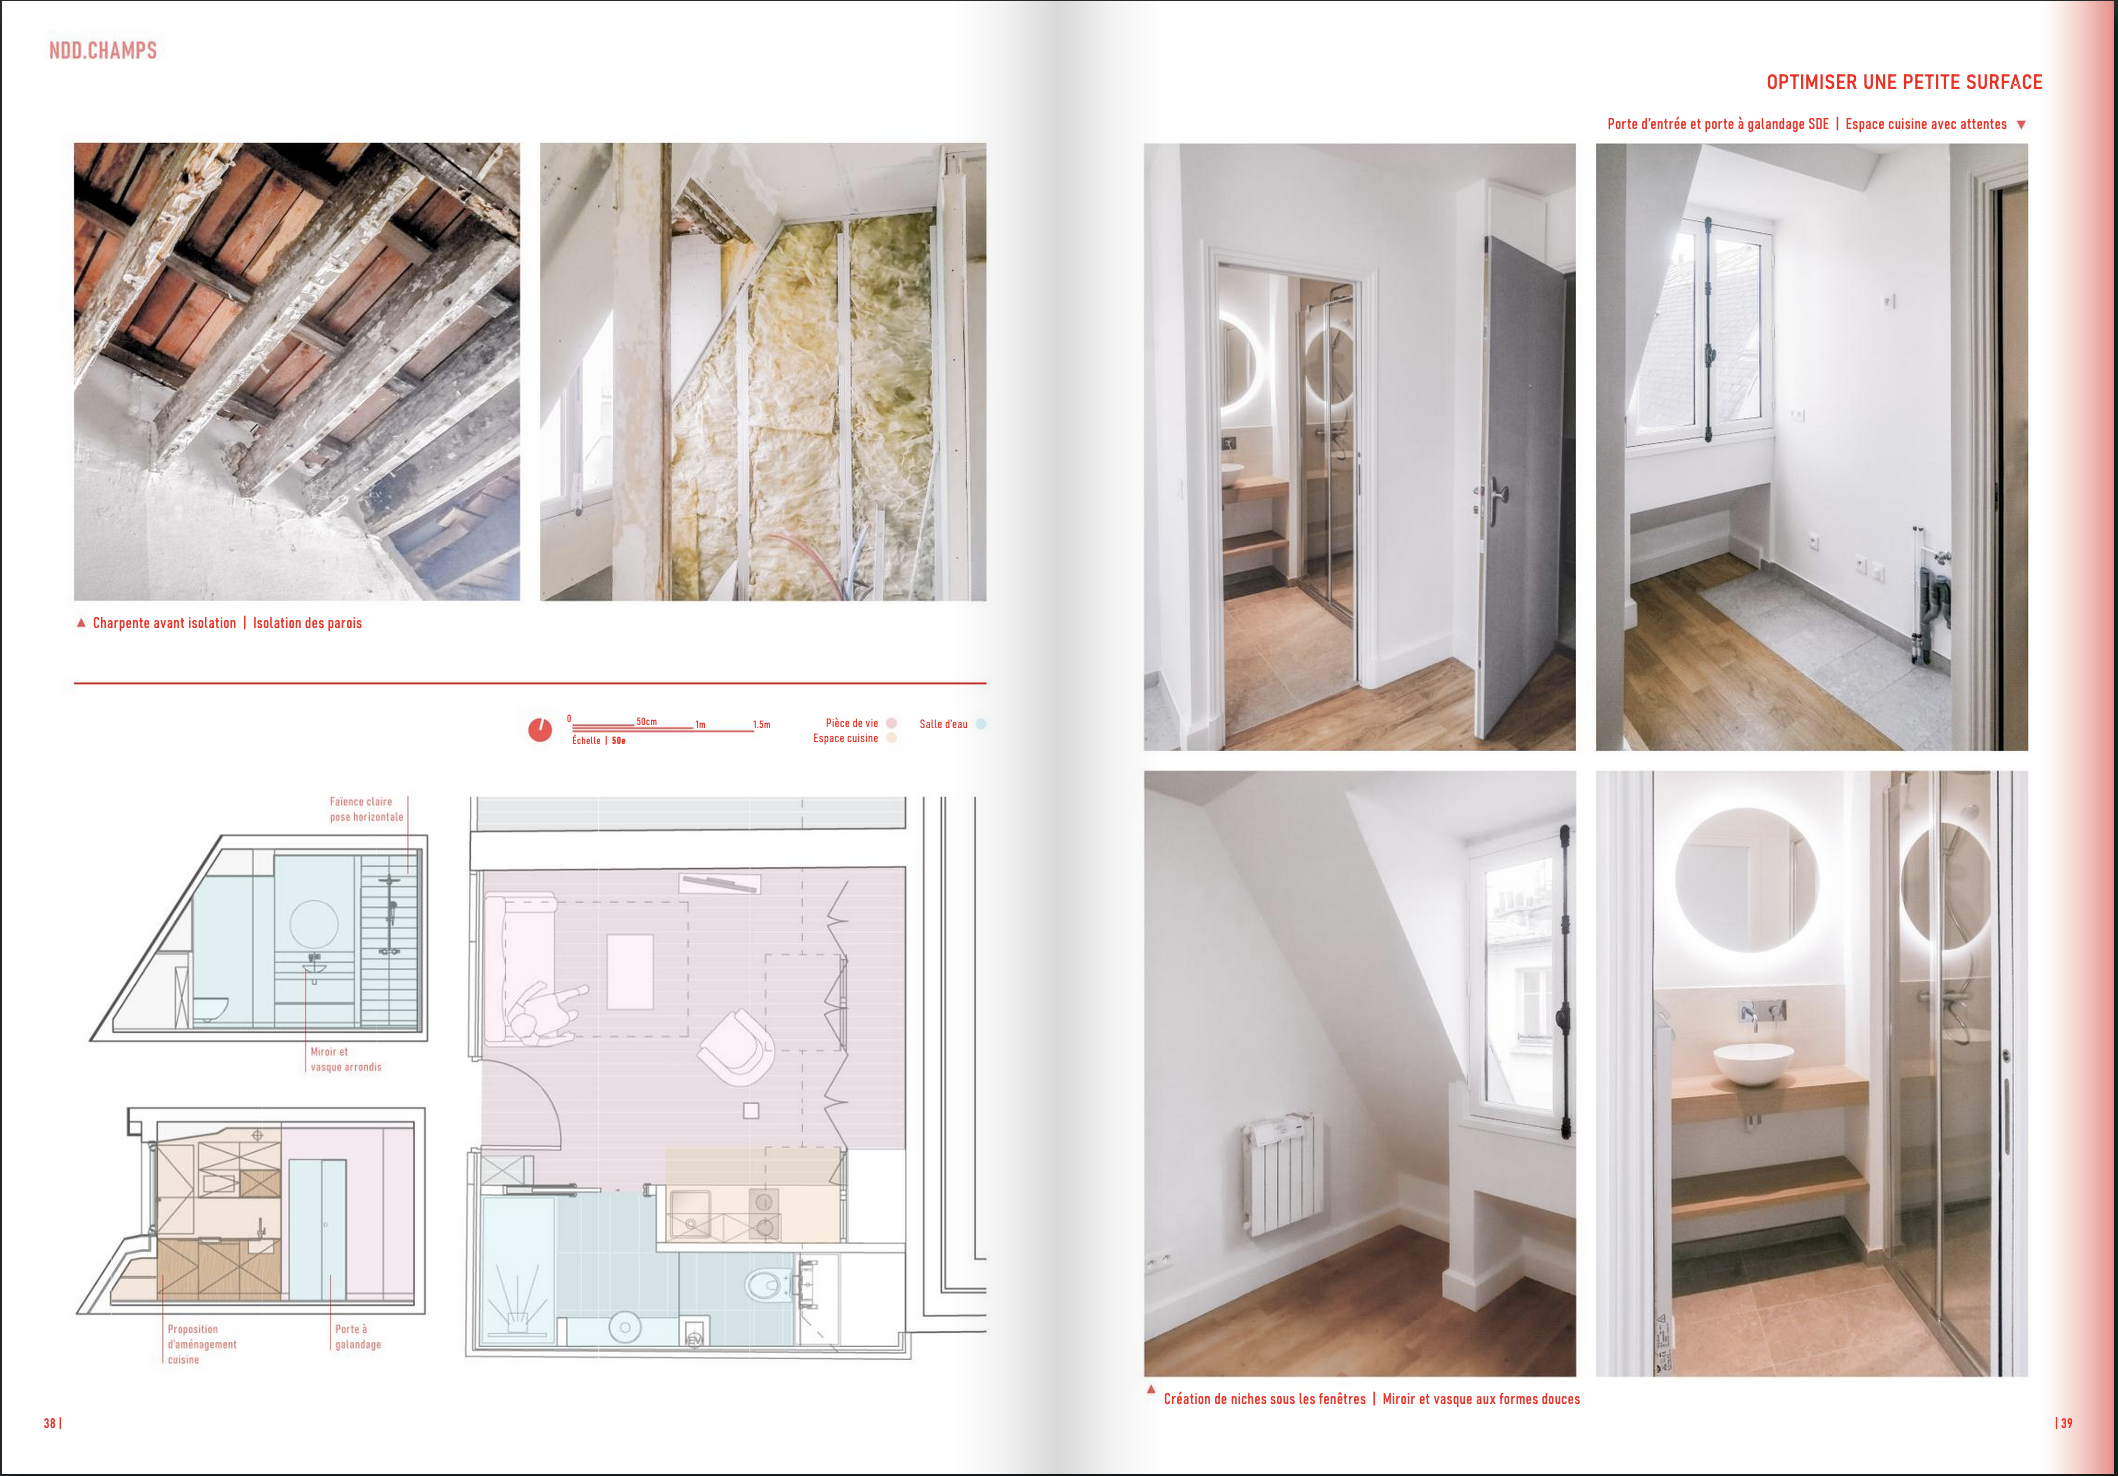 NDD.CHAMPS
▲ Charpente avant isolation | Isolation des parois
0 50cm 1m 1.5m
Échelle | 50e
Pièce de vie
Espace cuisine
Salle d'eau
Faïence claire
pose horizontale
Miroir et
vasque arrondis
Proposition
d'aménagement
cuisine
Porte à
galandage
38 |
OPTIMISER UNE PETITE SURFACE
Porte d'entrée et porte à galandage SDE | Espace cuisine avec attentes ▼
▲ Création de niches sous les fenêtres | Miroir et vasque aux formes douces
| 39